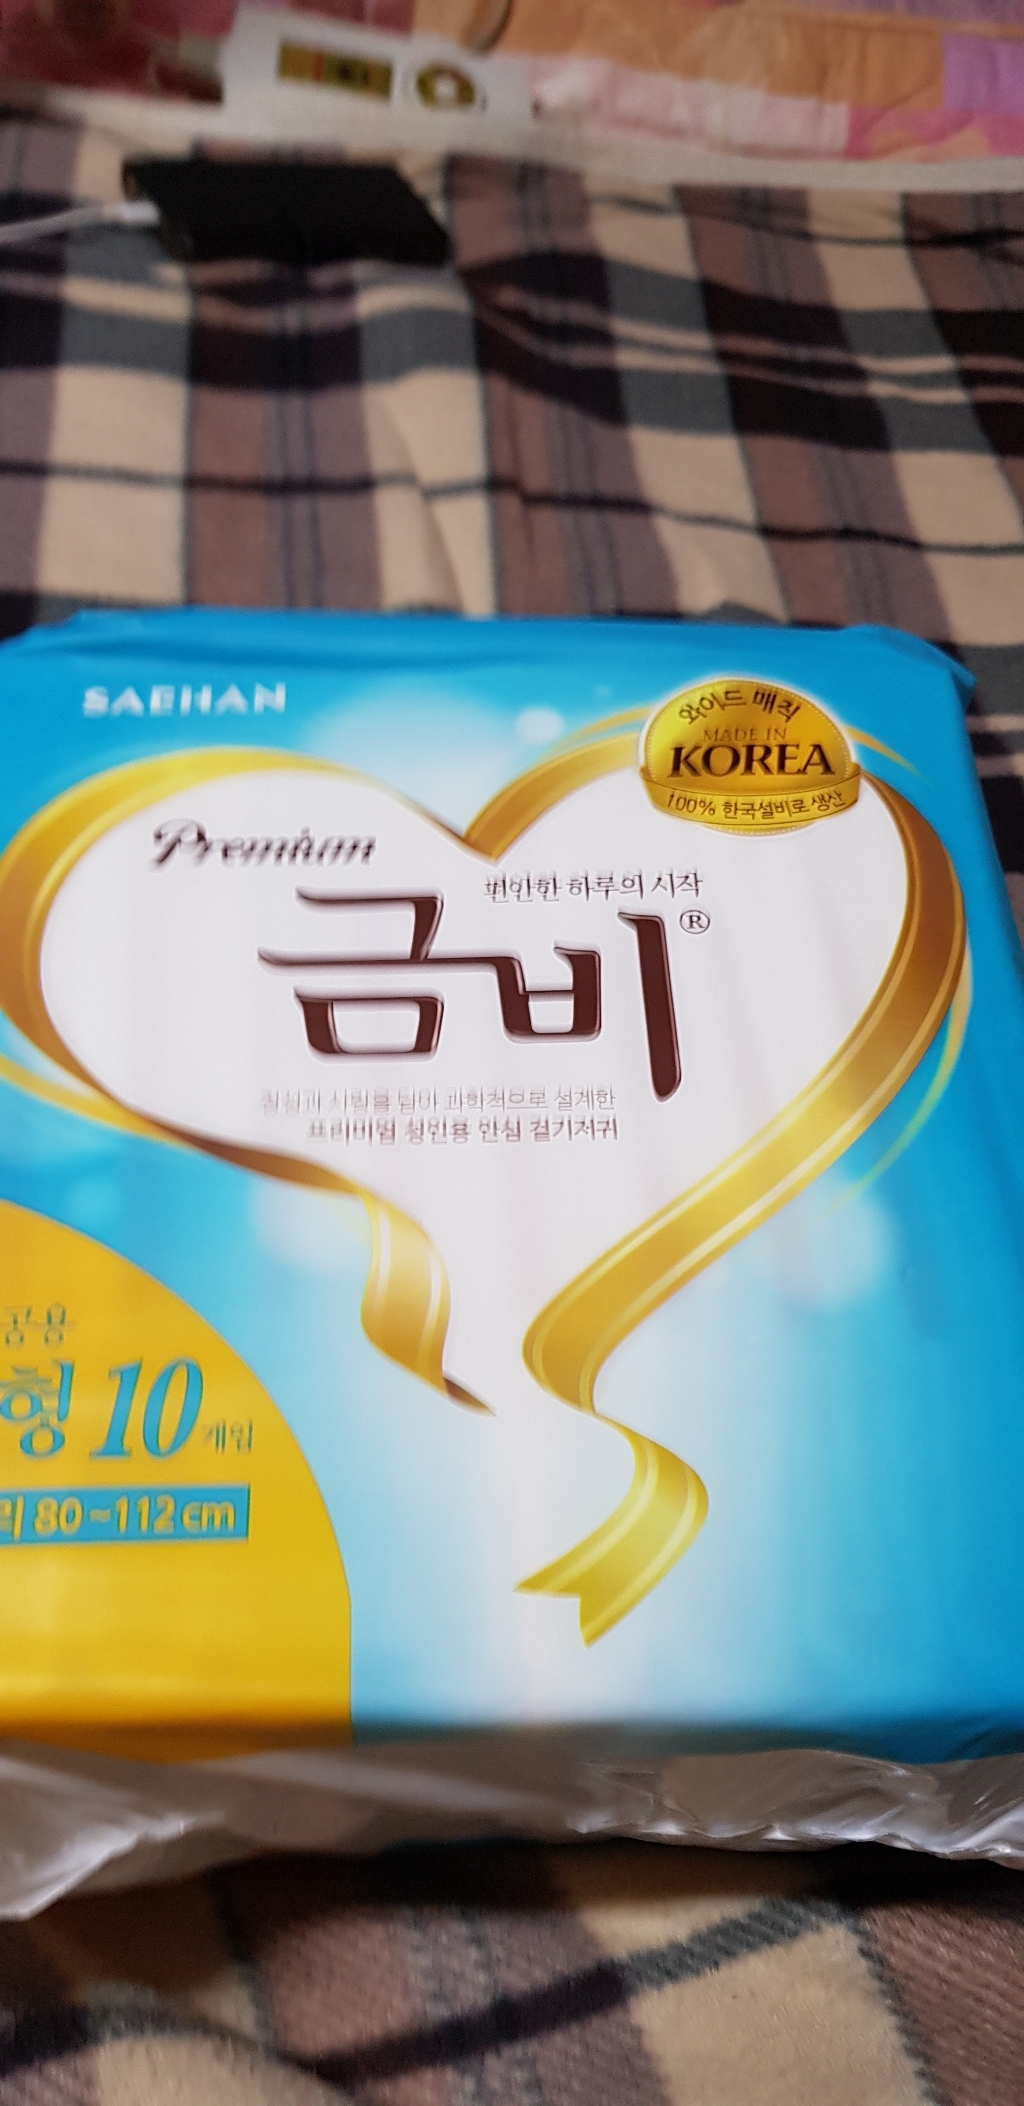 SAEHAN
와이드 매직
MADE IN
KOREA
100% 한국설비로 생산
Premium
편안한 하루의 시작
금비®
정성과 사랑을 담아 과학적으로 설계한
프리미엄 성인용 안심 겉기저귀
공용
형 10 개입
80~112 cm